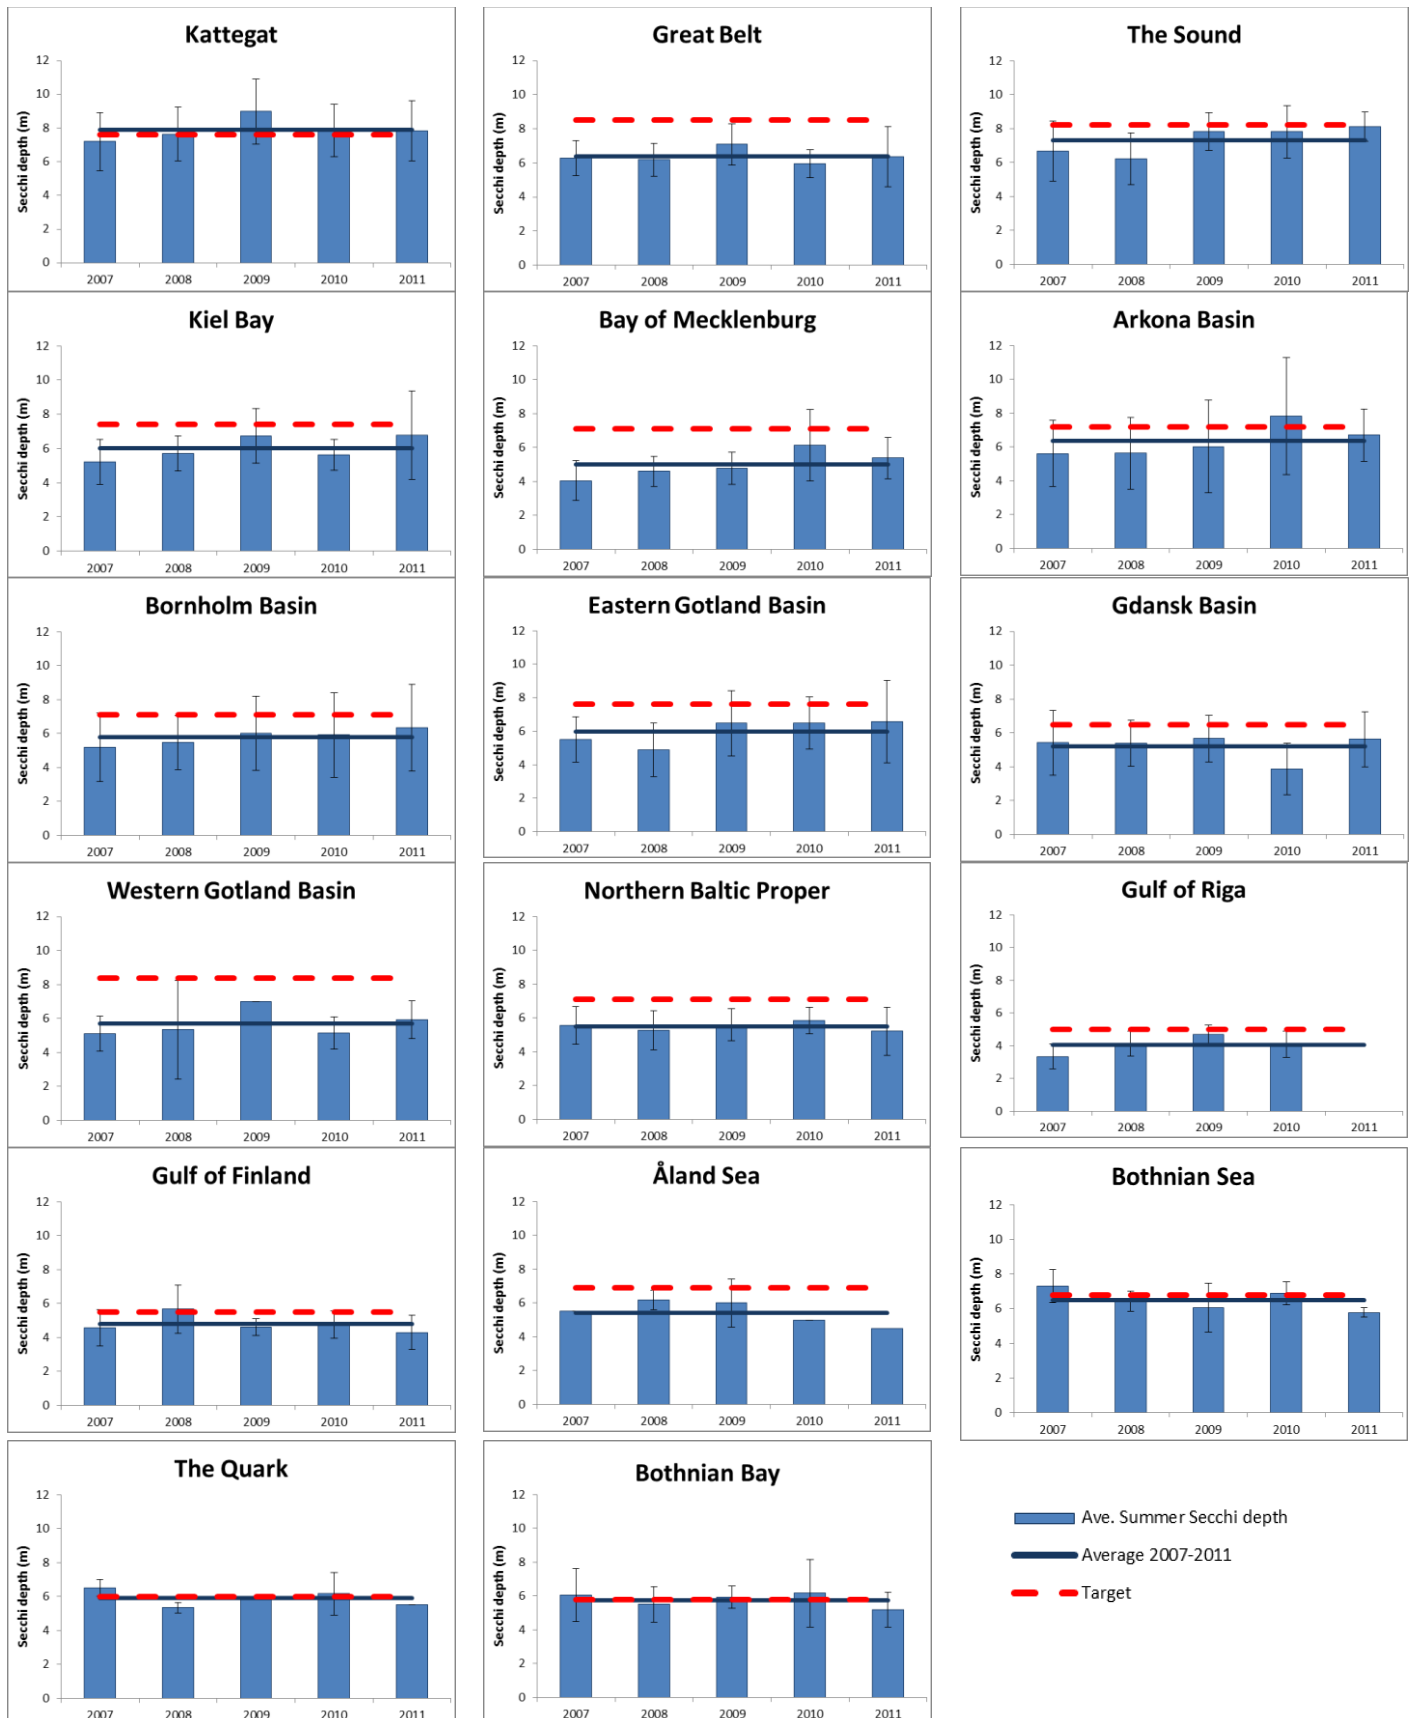 Kattegat
Secchi depth (m)
12
10
8
6
4
2
0
2007 2008 2009 2010 2011
Great Belt
Secchi depth (m)
12
10
8
6
4
2
0
2007 2008 2009 2010 2011
The Sound
Secchi depth (m)
12
10
8
6
4
2
0
2007 2008 2009 2010 2011
Kiel Bay
Secchi depth (m)
12
10
8
6
4
2
0
2007 2008 2009 2010 2011
Bay of Mecklenburg
Secchi depth (m)
12
10
8
6
4
2
0
2007 2008 2009 2010 2011
Arkona Basin
Secchi depth (m)
12
10
8
6
4
2
0
2007 2008 2009 2010 2011
Bornholm Basin
Secchi depth (m)
12
10
8
6
4
2
0
2007 2008 2009 2010 2011
Eastern Gotland Basin
Secchi depth (m)
12
10
8
6
4
2
0
2007 2008 2009 2010 2011
Gdansk Basin
Secchi depth (m)
12
10
8
6
4
2
0
2007 2008 2009 2010 2011
Western Gotland Basin
Secchi depth (m)
12
10
8
6
4
2
0
2007 2008 2009 2010 2011
Northern Baltic Proper
Secchi depth (m)
12
10
8
6
4
2
0
2007 2008 2009 2010 2011
Gulf of Riga
Secchi depth (m)
12
10
8
6
4
2
0
2007 2008 2009 2010 2011
Gulf of Finland
Secchi depth (m)
12
10
8
6
4
2
0
2007 2008 2009 2010 2011
Åland Sea
Secchi depth (m)
12
10
8
6
4
2
0
2007 2008 2009 2010 2011
Bothnian Sea
Secchi depth (m)
12
10
8
6
4
2
0
2007 2008 2009 2010 2011
The Quark
Secchi depth (m)
12
10
8
6
4
2
0
2007 2008 2009 2010 2011
Bothnian Bay
Secchi depth (m)
12
10
8
6
4
2
0
2007 2008 2009 2010 2011
Ave. Summer Secchi depth
Average 2007-2011
Target